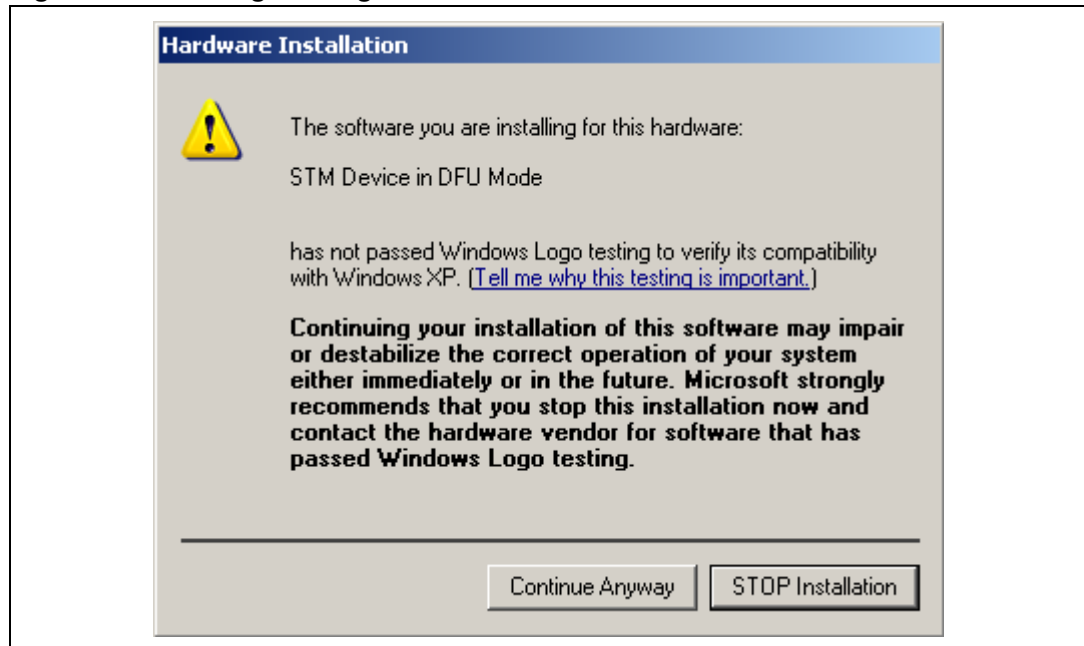 Hardware Installation
The software you are installing for this hardware:
STM Device in DFU Mode
has not passed Windows Logo testing to verify its compatibility
with Windows XP. (Tell me why this testing is important.)
Continuing your installation of this software may impair
or destabilize the correct operation of your system
either immediately or in the future. Microsoft strongly
recommends that you stop this installation now and
contact the hardware vendor for software that has
passed Windows Logo testing.
Continue Anyway
STOP Installation